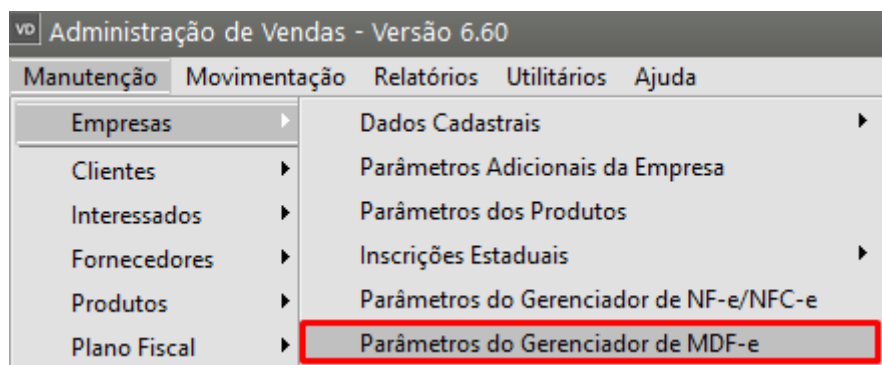 VD Administração de Vendas - Versão 6.60
Manutenção Movimentação Relatórios Utilitários Ajuda
Empresas
Clientes
Interessados
Fornecedores
Produtos
Plano Fiscal
Dados Cadastrais
Parâmetros Adicionais da Empresa
Parâmetros dos Produtos
Inscrições Estaduais
Parâmetros do Gerenciador de NF-e/NFC-e
Parâmetros do Gerenciador de MDF-e